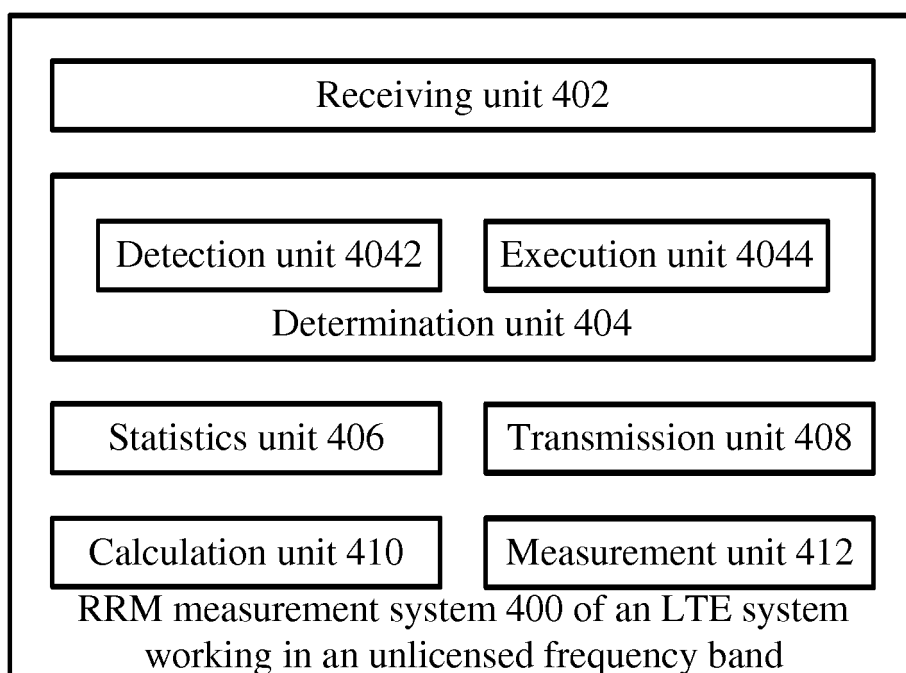 Receiving unit 402
Detection unit 4042
Execution unit 4044
Determination unit 404
Statistics unit 406
Transmission unit 408
Calculation unit 410
Measurement unit 412
RRM measurement system 400 of an LTE system
working in an unlicensed frequency band